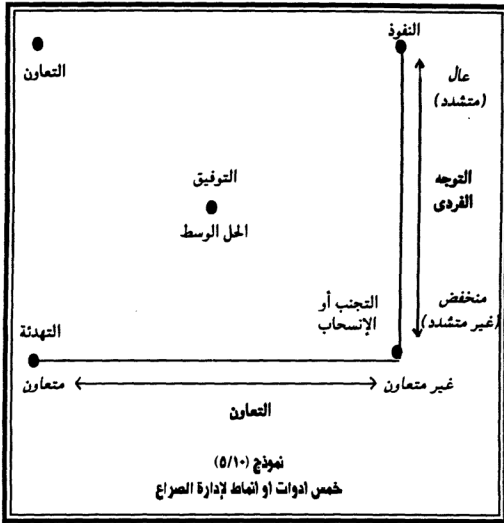 النفوذ
التعاون
عال
(متشدد)
التوجه
الفردى
التوفيق
الحل الوسط
منخفض
(غير متشدد)
التجنب أو
الإنسحاب
التهدئة
غير متعاون
متعاون
التعاون
نموذج (٥/١٠)
خمس ادوات او انماط لإدارة الصراع